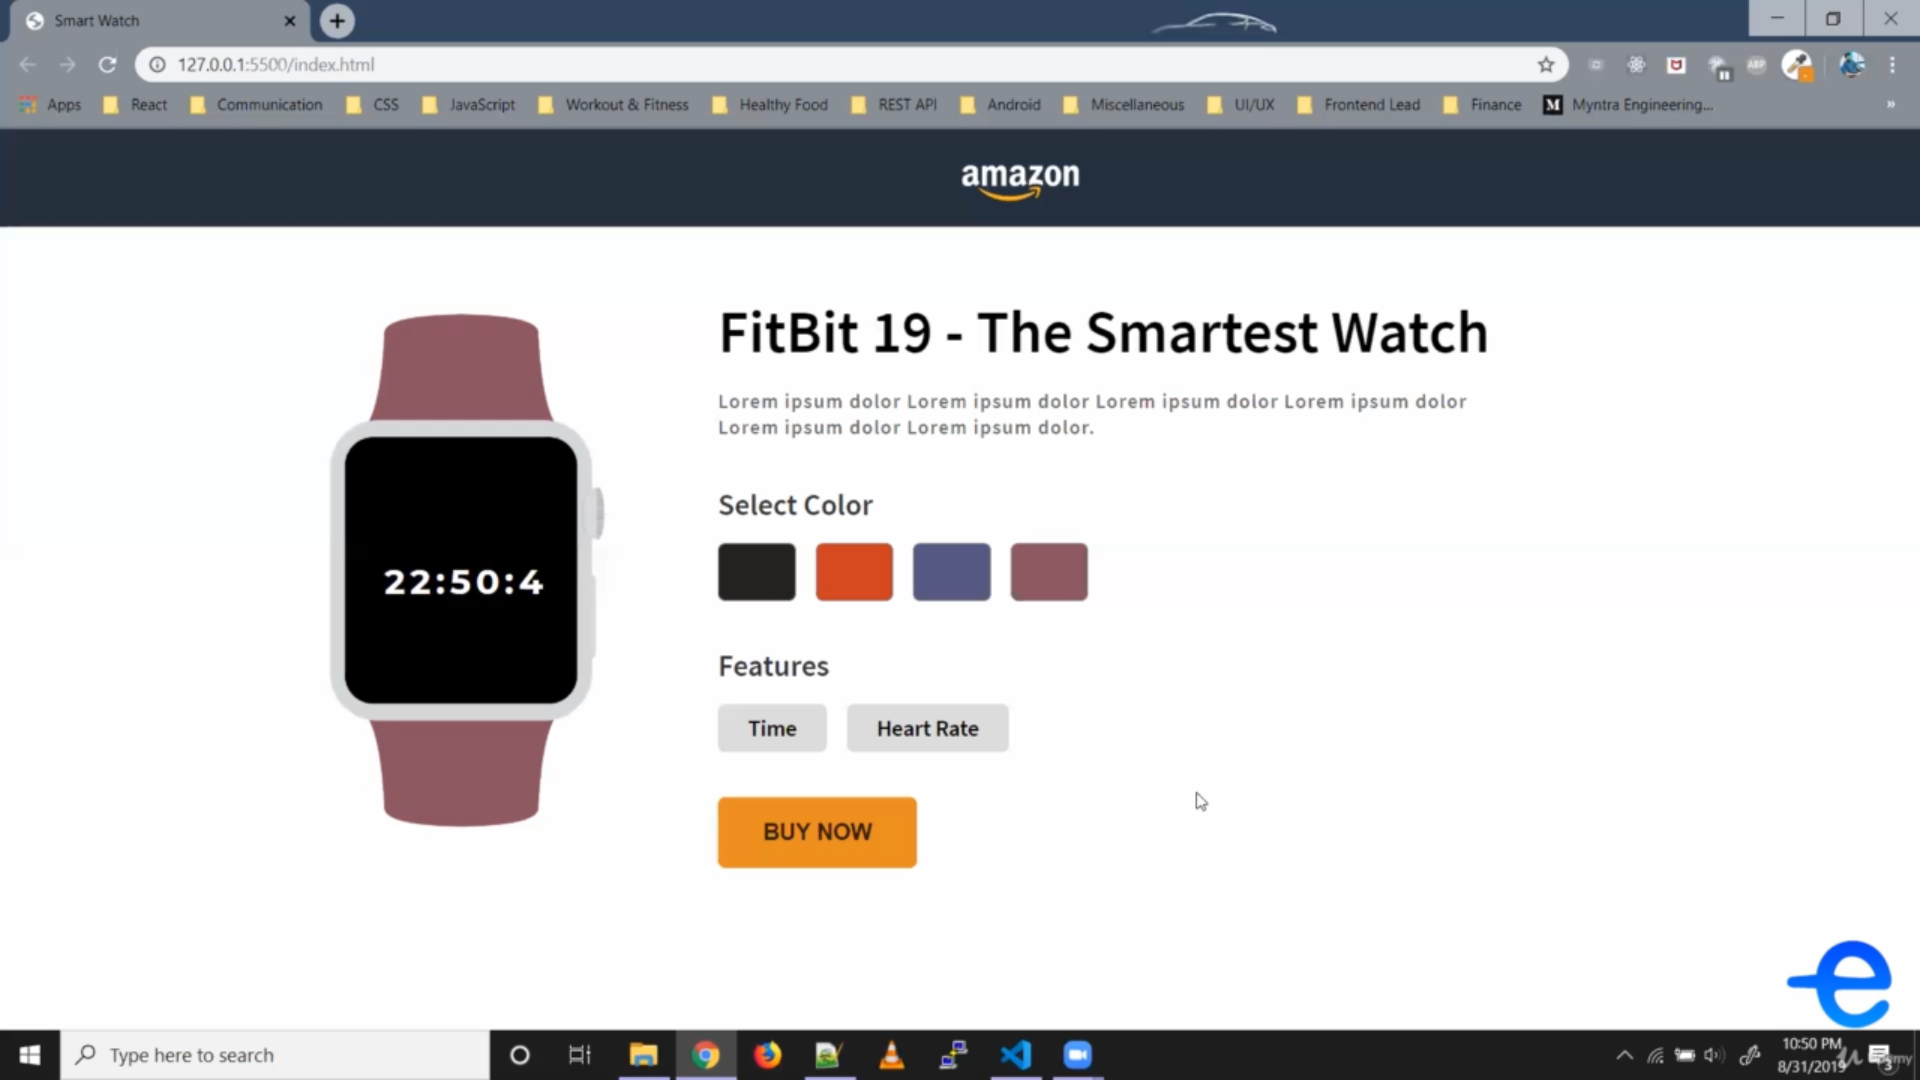 Smart Watch
127.0.0.1:5500/index.html
ABP
Apps React Communication CSS JavaScript Workout & Fitness Healthy Food REST API Android Miscellaneous UI/UX Frontend Lead Finance M Myntra Engineering... »
amazon
FitBit 19 - The Smartest Watch
Lorem ipsum dolor Lorem ipsum dolor Lorem ipsum dolor Lorem ipsum dolor
Lorem ipsum dolor Lorem ipsum dolor.
Select Color
22:50:4
Features
Time Heart Rate
BUY NOW
e
Type here to search
10:50 PM
8/31/2019
3